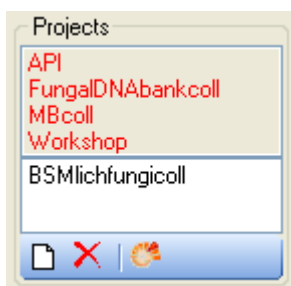 Projects
API
FungalDNAbankcoll
MBcoll
Workshop
BSMlichfungicoll